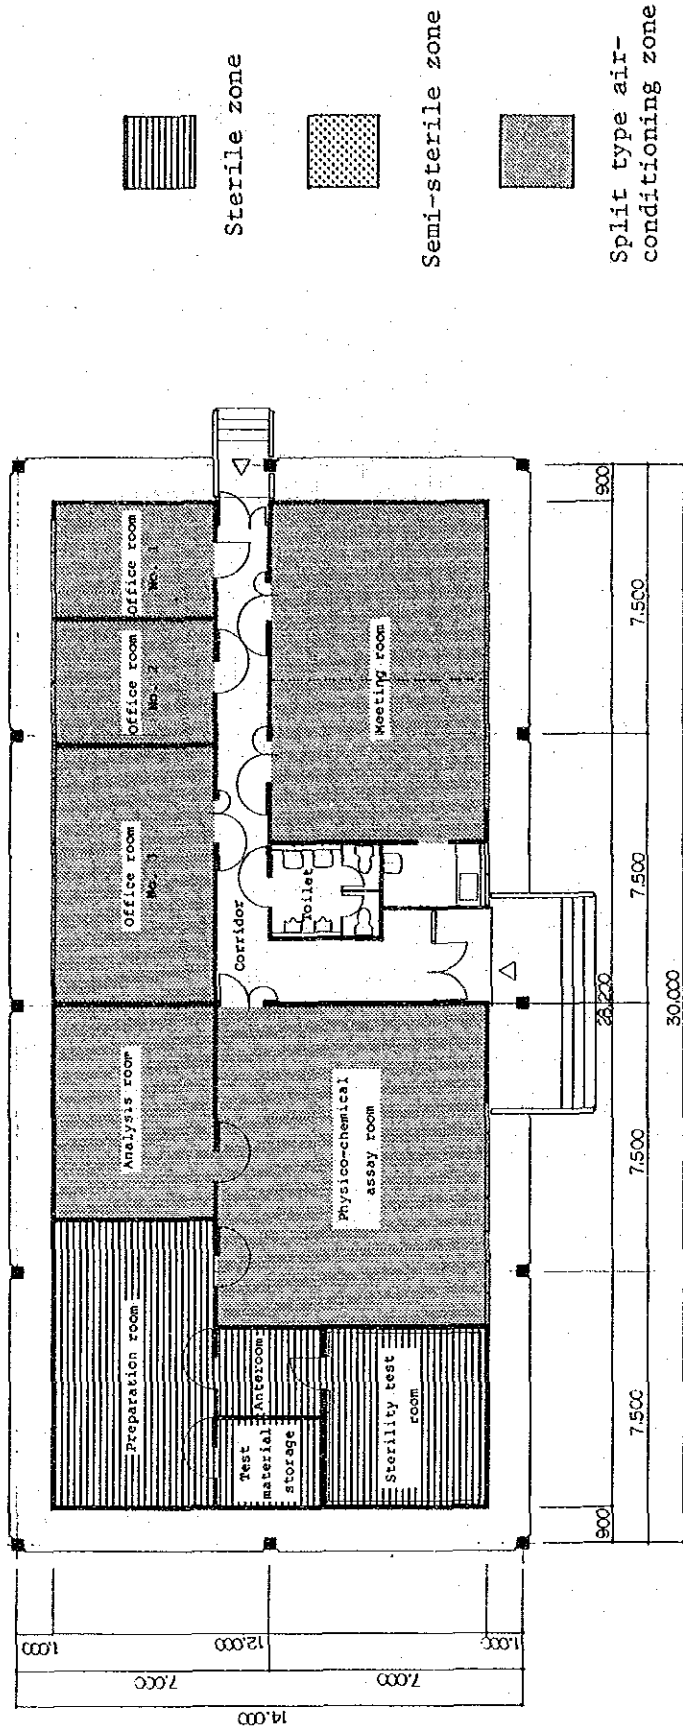 Sterile zone
Semi-sterile zone
Split type air-
conditioning zone
Preparation room
Analysis room
Office room
No. 3
Office room
No. 2
Office room
No. 1
Test
material
storage
Anteroom
Sterility test
room
Physico-chemical
assay room
Corridor
Toilet
Meeting room
14.000
7.000
7.000
1.000
12.000
1.000
900
28.200
900
7.500
7.500
7.500
7.500
30.000